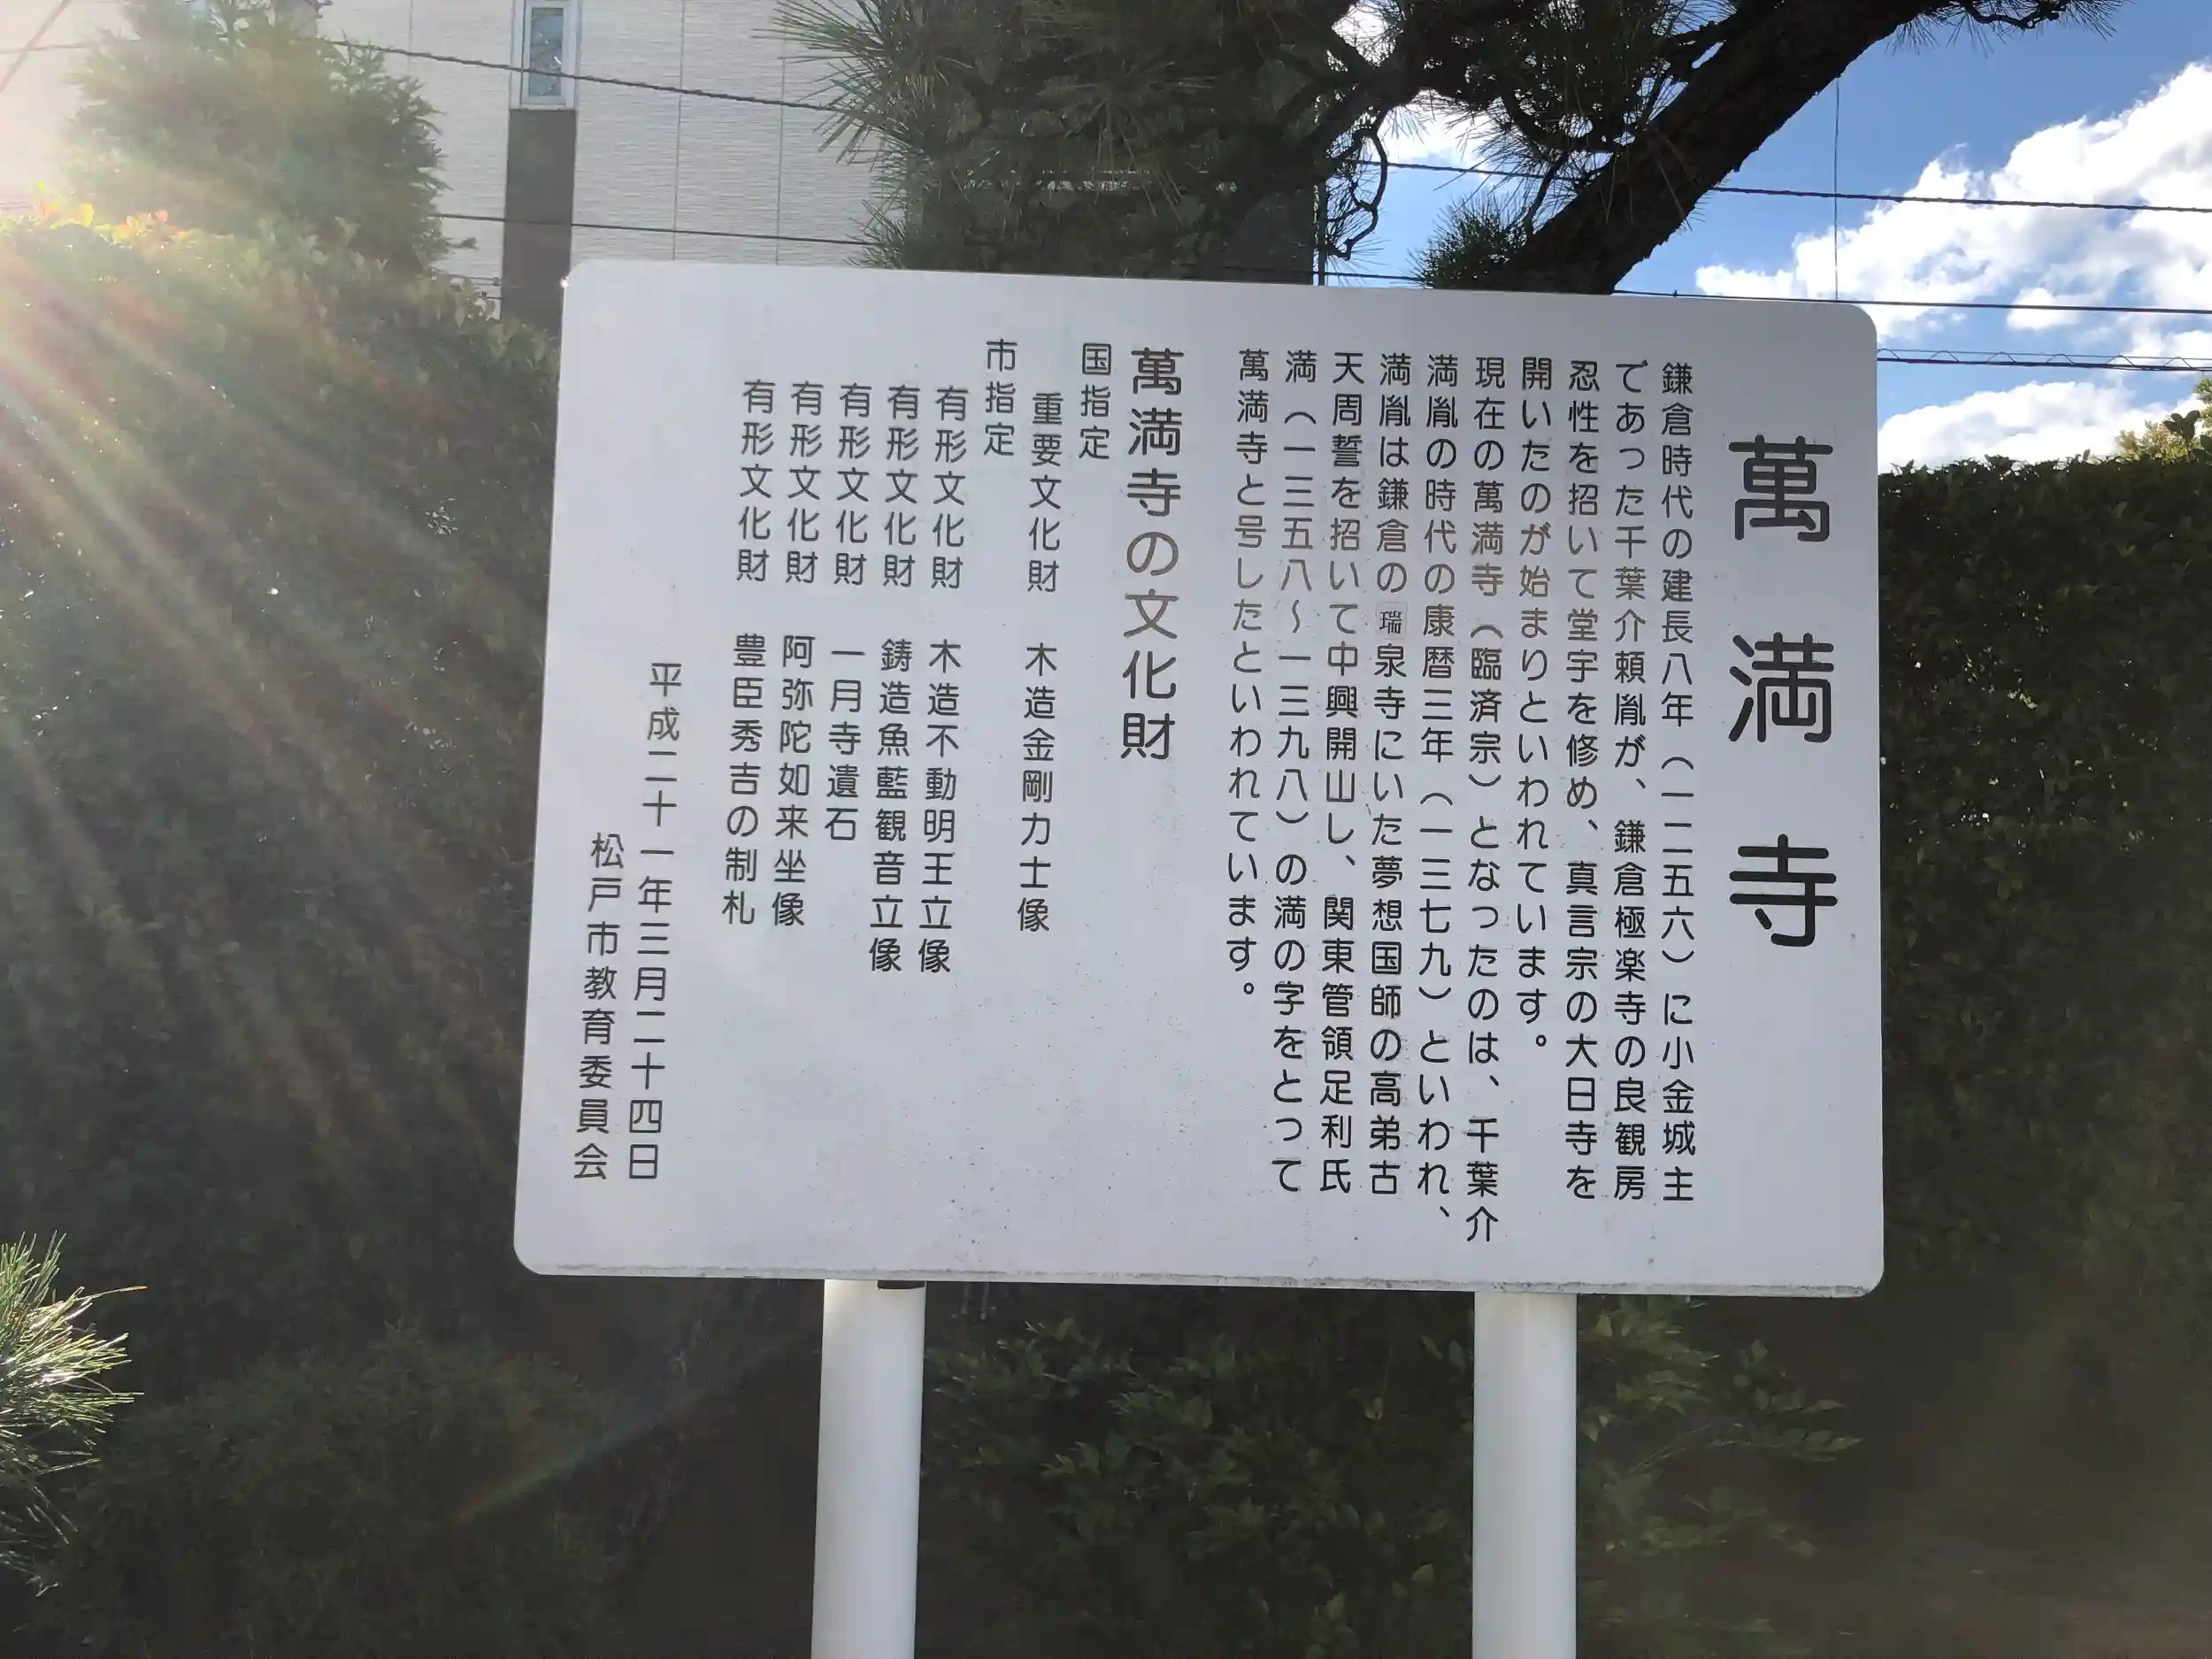 萬満寺
鎌倉時代の建長八年（一二五六）に小金城主
であった千葉介頼胤が、鎌倉極楽寺の良観房
忍性を招いて堂宇を修め、真言宗の大日寺を
開いたのが始まりといわれています。
現在の萬満寺（臨済宗）となったのは、千葉介
満胤の時代の康暦三年（一三七九）といわれ、
満胤は鎌倉の瑞泉寺にいた夢想国師の高弟古
天周誓を招いて中興開山し、関東管領足利氏
満（一三五八～一三九八）の満の字をとって
萬満寺と号したといわれています。
萬満寺の文化財
国指定
重要文化財 木造金剛力士像
市指定
有形文化財 木造不動明王立像
有形文化財 鋳造魚藍観音立像
有形文化財 一月寺遺石
有形文化財 阿弥陀如来坐像
有形文化財 豊臣秀吉の制札
平成二十一年三月二十四日
松戸市教育委員会